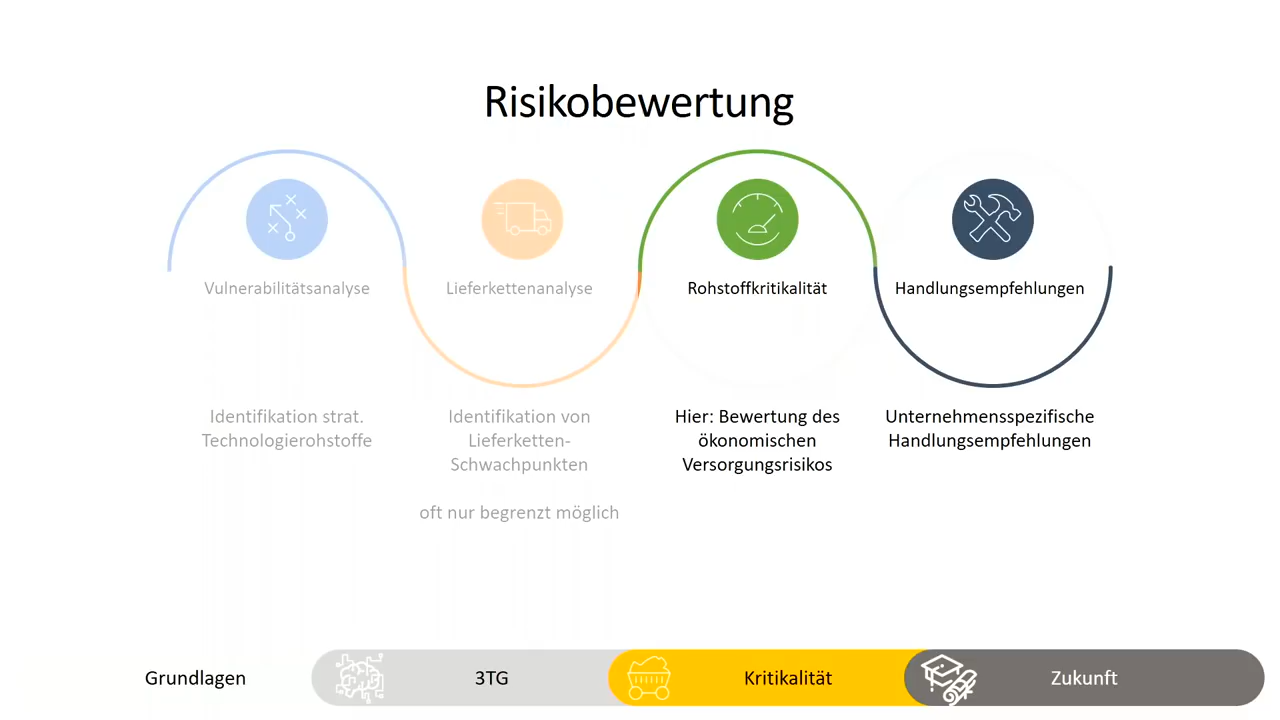 Risikobewertung
Vulnerabilitätsanalyse
Lieferkettenanalyse
Rohstoffkritikalität
Handlungsempfehlungen
Identifikation strat.
Technologierohstoffe
Identifikation von
Lieferketten-
Schwachpunkten
oft nur begrenzt möglich
Hier: Bewertung des
ökonomischen
Versorgungsrisikos
Unternehmensspezifische
Handlungsempfehlungen
Grundlagen
3TG
Kritikalität
Zukunft